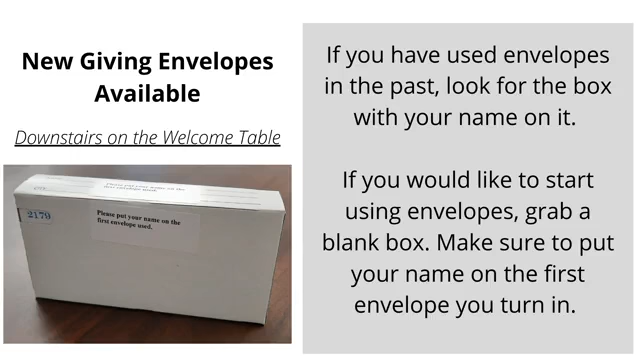 New Giving Envelopes
Available
Downstairs on the Welcome Table
2179
Please put your name on the
first envelope used.
If you have used envelopes
in the past, look for the box
with your name on it.
If you would like to start
using envelopes, grab a
blank box. Make sure to put
your name on the first
envelope you turn in.